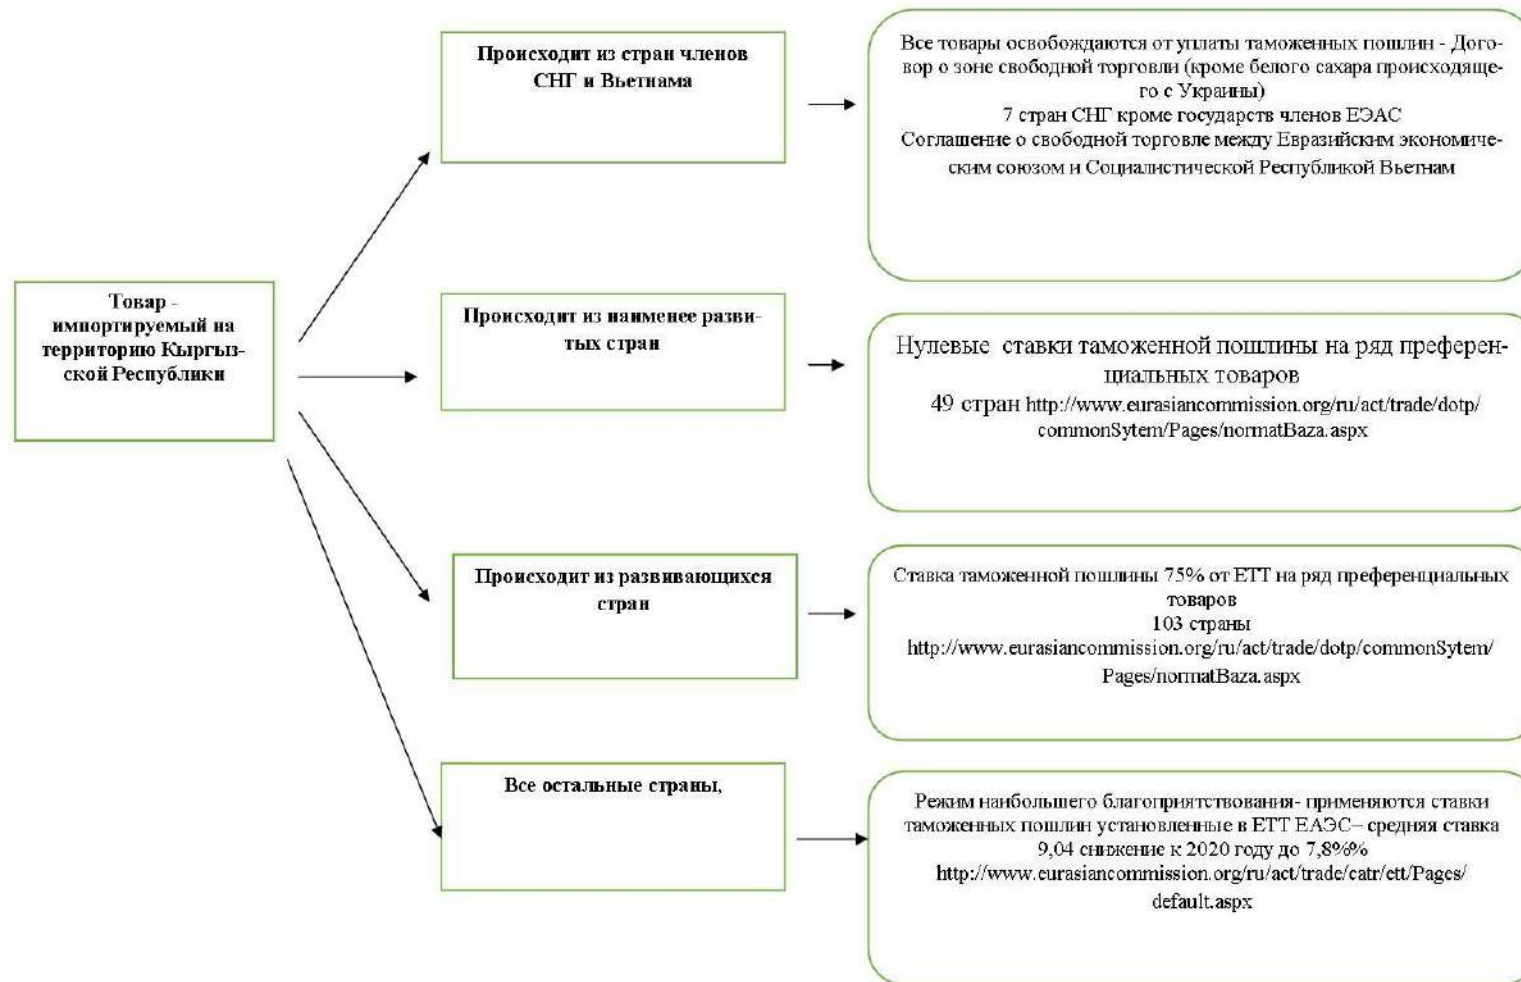 Товар -
импортируемый на
территорию Кыргыз-
ской Республики
Происходит из стран членов
СНГ и Вьетнама
Все товары освобождаются от уплаты таможенных пошлин - Дого-
вор о зоне свободной торговли (кроме белого сахара происходяще-
го с Украины)
7 стран СНГ кроме государств членов ЕЭАС
Соглашение о свободной торговле между Евразийским экономиче-
ским союзом и Социалистической Республикой Вьетнам
Происходит из наименее разви-
тых стран
Нулевые ставки таможенной пошлины на ряд преферен-
циальных товаров
49 стран http://www.eurasiancommission.org/ru/act/trade/dotp/
commonSytem/Pages/normatBaza.aspx
Происходит из развивающихся
стран
Ставка таможенной пошлины 75% от ЕТТ на ряд преференциальных
товаров
103 страны
http://www.eurasiancommission.org/ru/act/trade/dotp/commonSytem/
Pages/normatBaza.aspx
Все остальные страны,
Режим наибольшего благоприятствования- применяются ставки
таможенных пошлин установленные в ЕТТ ЕАЭС– средняя ставка
9,04 снижение к 2020 году до 7,8%%
http://www.eurasiancommission.org/ru/act/trade/catr/ett/Pages/
default.aspx